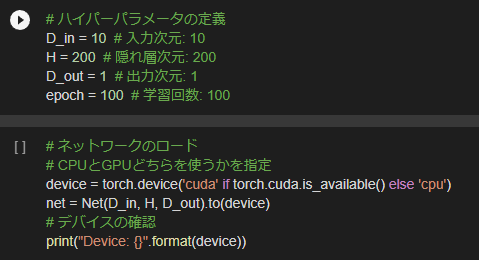 # ハイパーパラメータの定義
D_in = 10  # 入力次元: 10
H = 200  # 隠れ層次元: 200
D_out = 1  # 出力次元: 1
epoch = 100  # 学習回数: 100
[ ] # ネットワークのロード
# CPUとGPUどちらを使うかを指定
device = torch.device('cuda' if torch.cuda.is_available() else 'cpu')
net = Net(D_in, H, D_out).to(device)
# デバイスの確認
print("Device: {}".format(device))